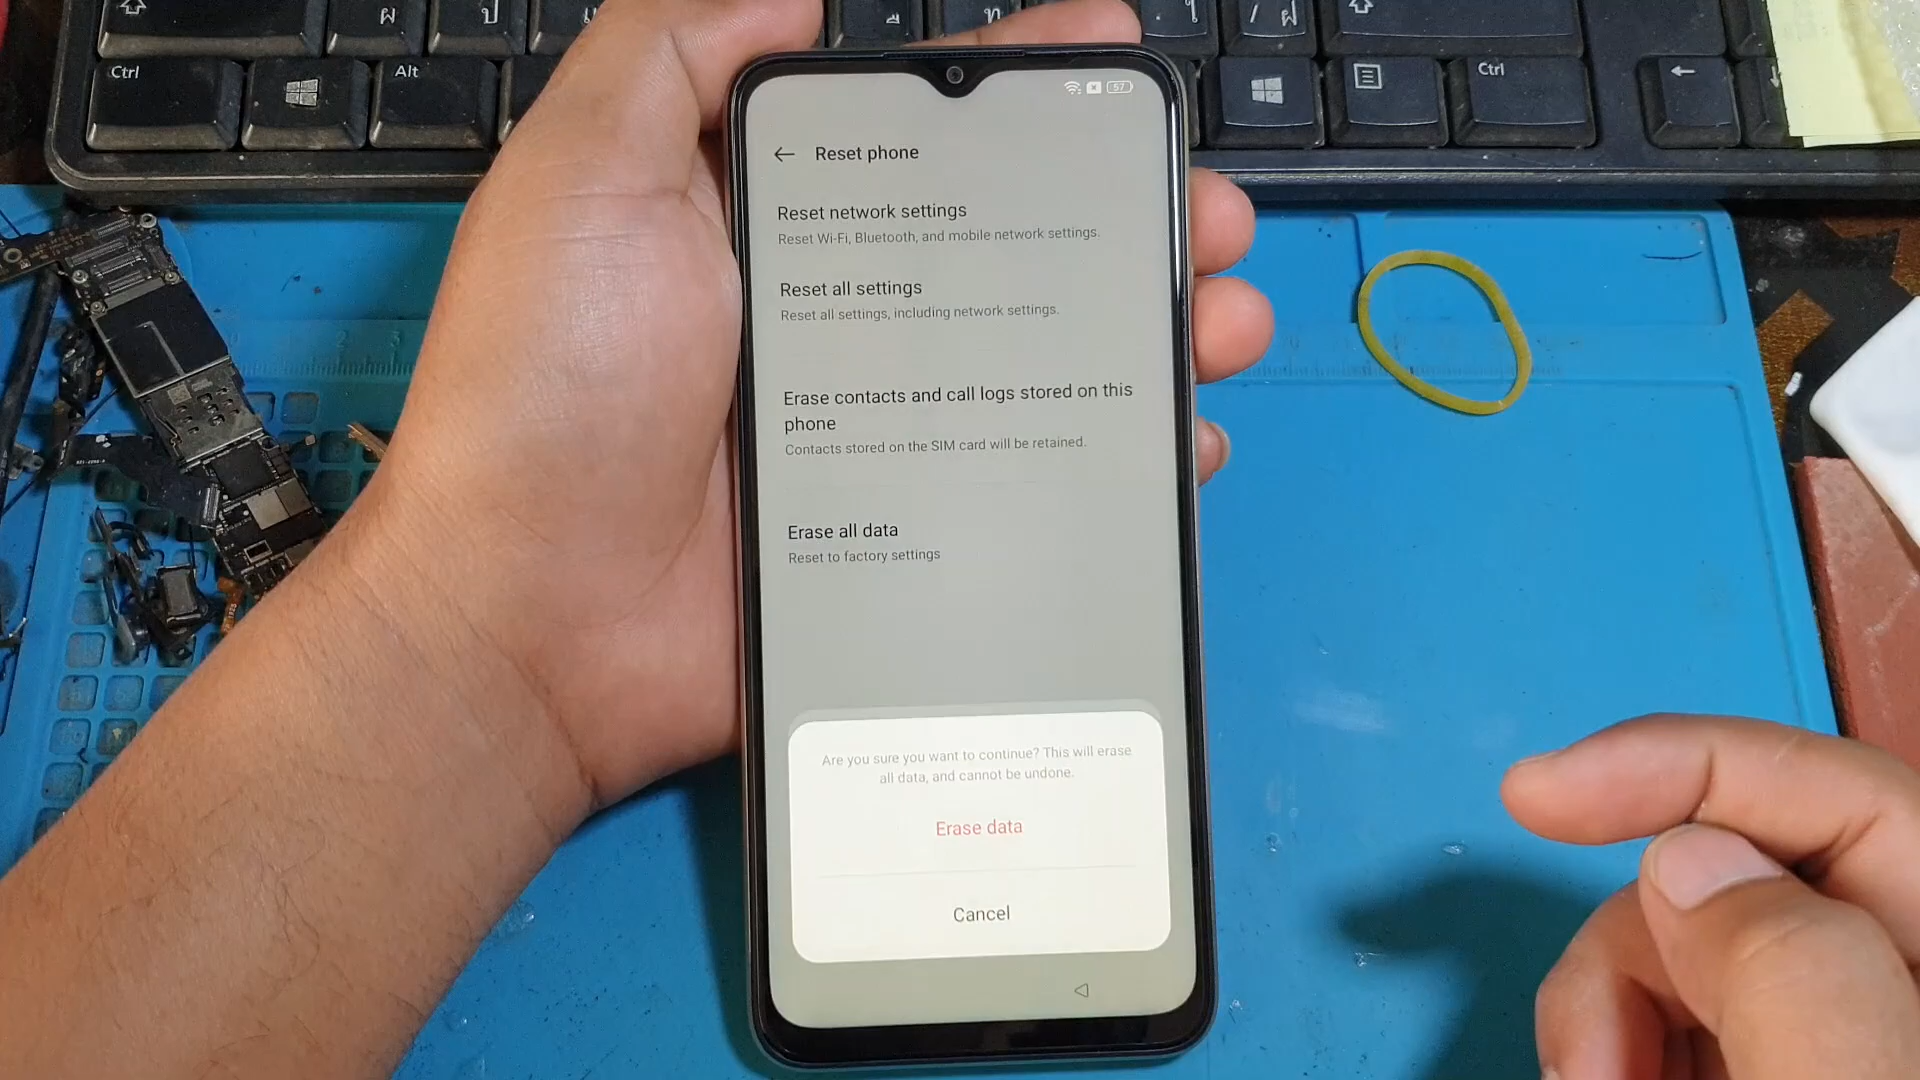 ผ
ป
Ctrl
Alt
Ctrl
57
Reset phone
Reset network settings
Reset Wi-Fi, Bluetooth, and mobile network settings.
Reset all settings
Reset all settings, including network settings.
Erase contacts and call logs stored on this
phone
Contacts stored on the SIM card will be retained.
Erase all data
Reset to factory settings
Are you sure you want to continue? This will erase
all data, and cannot be undone.
Erase data
Cancel